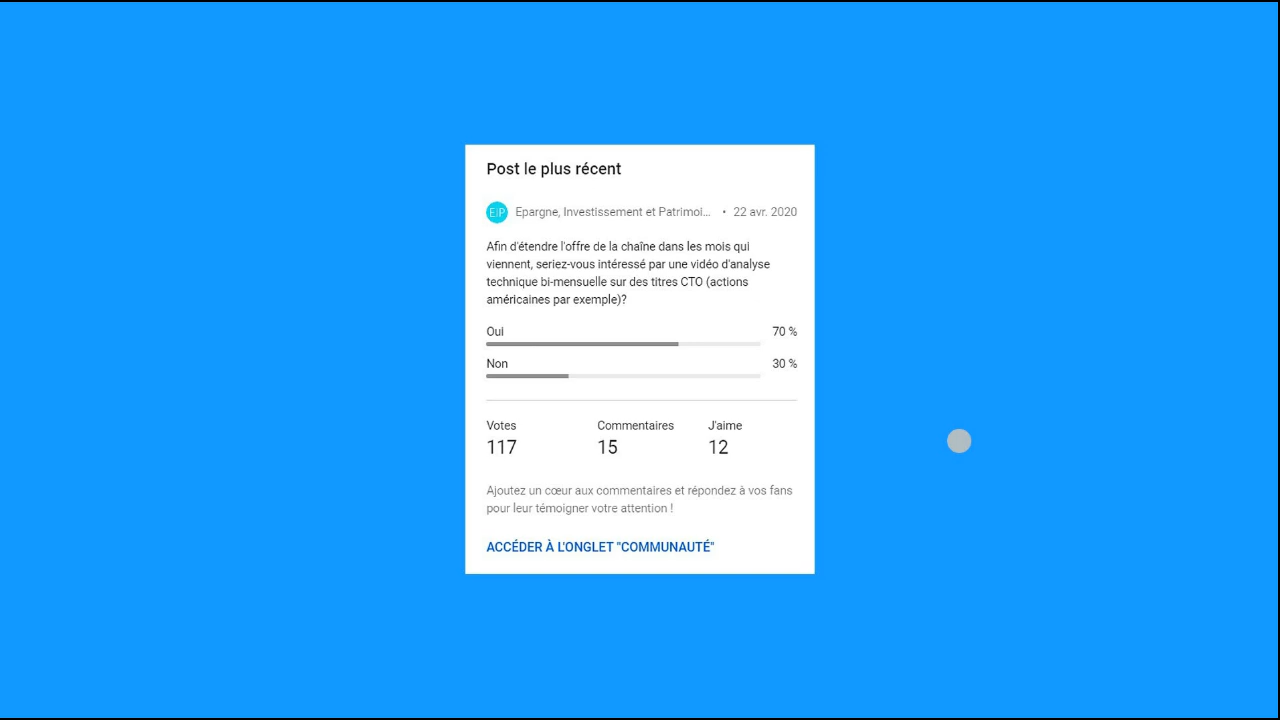 Post le plus récent
EiP Epargne, Investissement et Patrimoi... • 22 avr. 2020
Afin d'étendre l'offre de la chaîne dans les mois qui
viennent, seriez-vous intéressé par une vidéo d'analyse
technique bi-mensuelle sur des titres CTO (actions
américaines par exemple)?
Oui 70 %
Non 30 %
Votes Commentaires J'aime
117 15 12
Ajoutez un cœur aux commentaires et répondez à vos fans
pour leur témoigner votre attention !
ACCÉDER À L'ONGLET "COMMUNAUTÉ"